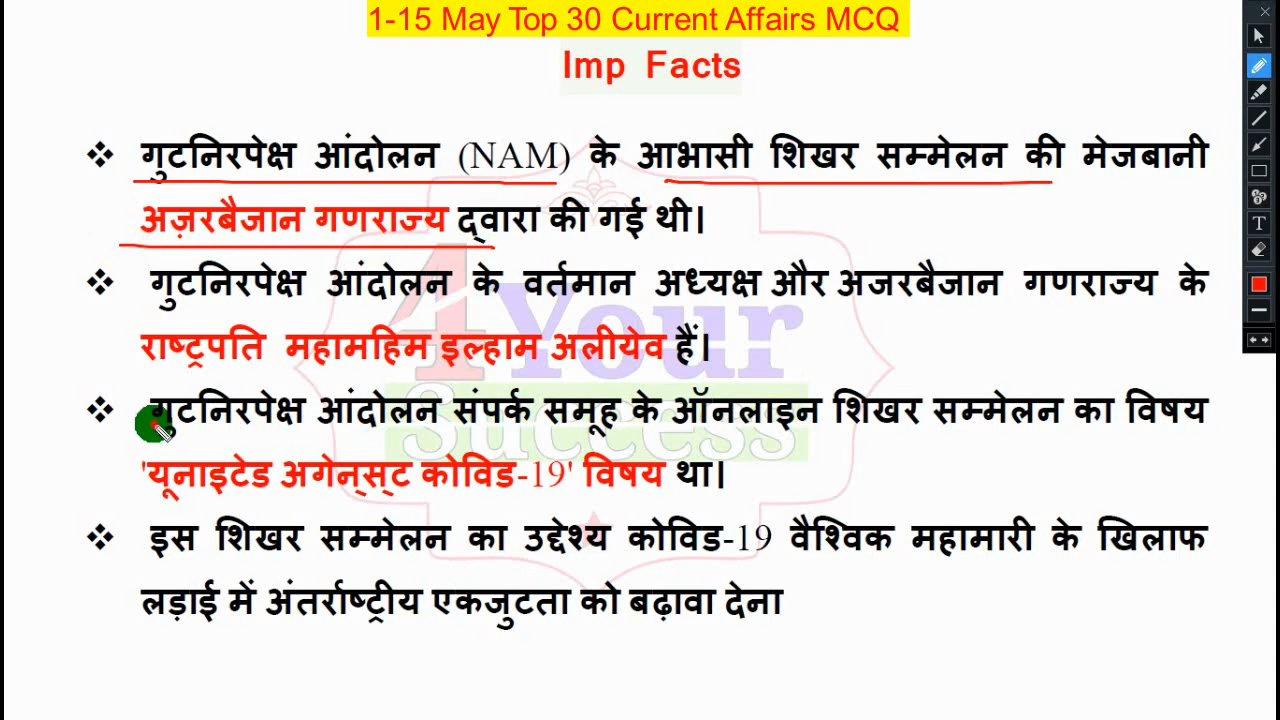 1-15 May Top 30 Current Affairs MCQ
Imp Facts
❖ गुटनिरपेक्ष आंदोलन (NAM) के आभासी शिखर सम्मेलन की मेजबानी
अज़रबैजान गणराज्य द्वारा की गई थी।
❖ गुटनिरपेक्ष आंदोलन के वर्तमान अध्यक्ष और अजरबैजान गणराज्य के
राष्ट्रपति महामहिम इल्हाम अलीयेव हैं।
❖ गुटनिरपेक्ष आंदोलन संपर्क समूह के ऑनलाइन शिखर सम्मेलन का विषय
'यूनाइटेड अगेन्स्ट कोविड-19' विषय था।
❖ इस शिखर सम्मेलन का उद्देश्य कोविड-19 वैश्विक महामारी के खिलाफ
लड़ाई में अंतर्राष्ट्रीय एकजुटता को बढ़ावा देना
4Your
Success